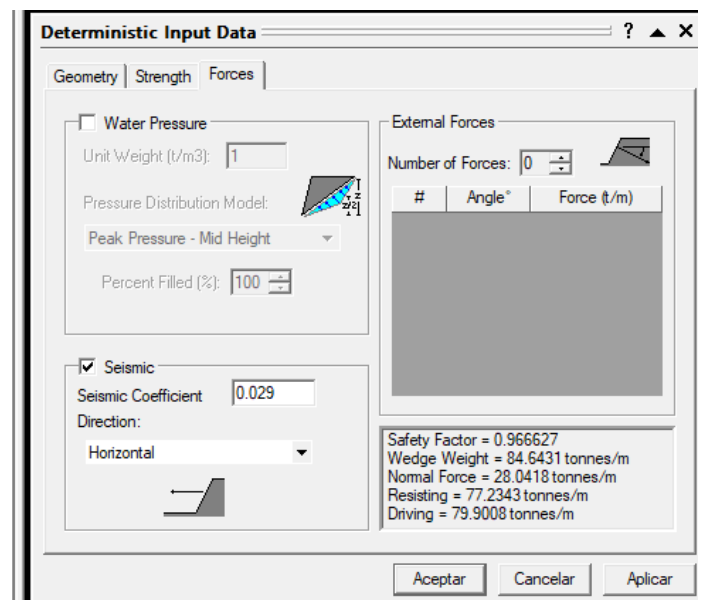 Deterministic Input Data ? ▲ ✕
Geometry Strength Forces
Water Pressure
Unit Weight (t/m3): 1
Pressure Distribution Model:
z
z/2
Peak Pressure - Mid Height
Percent Filled (%): 100
Seismic
Seismic Coefficient 0.029
Direction:
Horizontal
External Forces
Number of Forces: 0
# Angle° Force (t/m)
Safety Factor = 0.966627
Wedge Weight = 84.6431 tonnes/m
Normal Force = 28.0418 tonnes/m
Resisting = 77.2343 tonnes/m
Driving = 79.9008 tonnes/m
Aceptar Cancelar Aplicar